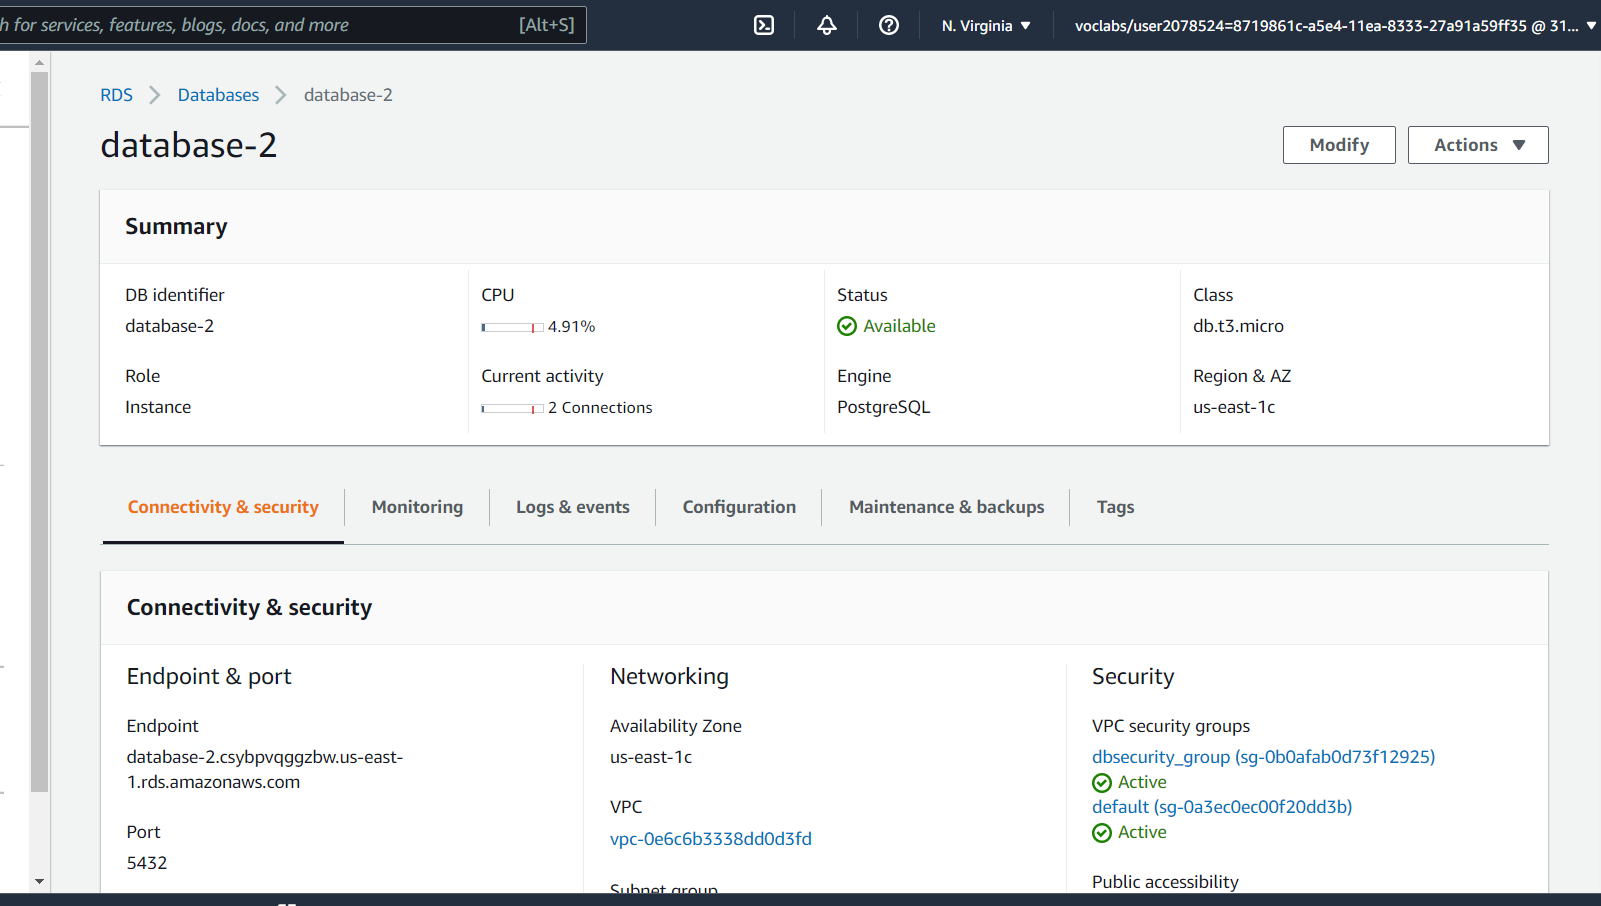 h for services, features, blogs, docs, and more [Alt+S] N. Virginia voclabs/user2078524=8719861c-a5e4-11ea-8333-27a91a59ff35 @ 31...
RDS Databases database-2
database-2
Modify Actions
Summary
DB identifier CPU Status Class
database-2 4.91% Available db.t3.micro
Role Current activity Engine Region & AZ
Instance 2 Connections PostgreSQL us-east-1c
Connectivity & security Monitoring Logs & events Configuration Maintenance & backups Tags
Connectivity & security
Endpoint & port
Endpoint
database-2.csybpvqggzbw.us-east-
1.rds.amazonaws.com
Port
5432
Networking
Availability Zone
us-east-1c
VPC
vpc-0e6c6b3338dd0d3fd
Subnet group
Security
VPC security groups
dbsecurity_group (sg-0b0afab0d73f12925)
Active
default (sg-0a3ec0ec00f20dd3b)
Active
Public accessibility